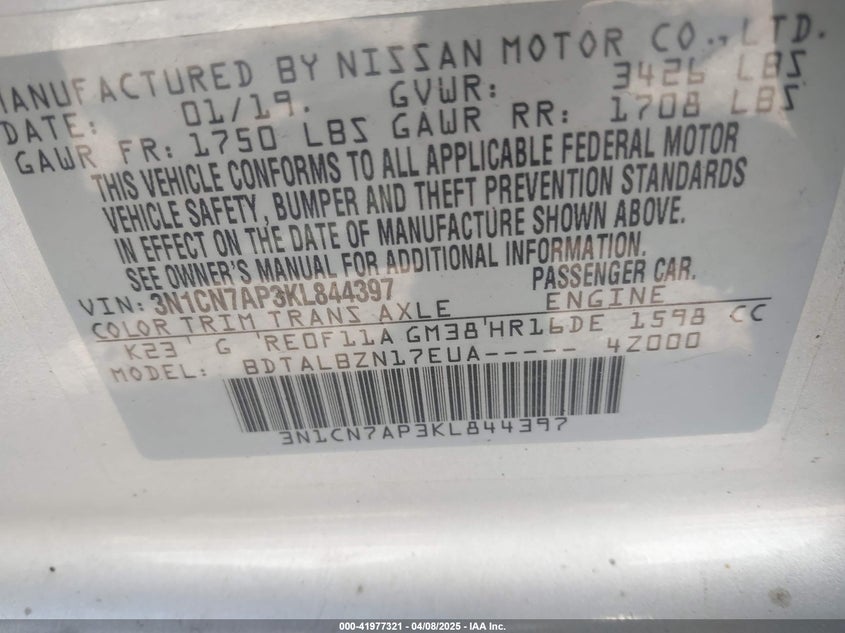 MANUFACTURED BY NISSAN MOTOR CO., LTD.
DATE: 01/19. GVWR: 3426 LBS
GAWR FR: 1750 LBS GAWR RR: 1708 LBS
THIS VEHICLE CONFORMS TO ALL APPLICABLE FEDERAL MOTOR
VEHICLE SAFETY, BUMPER AND THEFT PREVENTION STANDARDS
IN EFFECT ON THE DATE OF MANUFACTURE SHOWN ABOVE.
SEE OWNER'S MANUAL FOR ADDITIONAL INFORMATION.
VIN: 3N1CN7AP3KL844397 PASSENGER CAR.
COLOR TRIM TRANS AXLE ENGINE
K23 G RE0F11A GM38 HR16DE 1598 CC
MODEL: BDTALBZN17EUA----- 4Z000
3N1CN7AP3KL844397
000-41977321 | 04/08/2025 - IAA Inc.